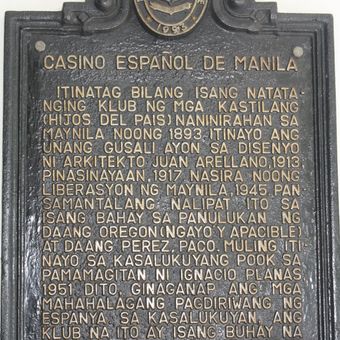 1993
CASINO ESPAÑOL DE MANILA
ITINATAG BILANG ISANG NATATA-
NGING KLUB NG MGA KASTILANG
(HIJOS DEL PAIS) NANINIRAHAN SA
MAYNILA NOONG 1893. ITINAYO ANG
UNANG GUSALI AYON SA DISENYO
NI ARKITEKTO JUAN ARELLANO, 1913.
PINASINAYAAN, 1917. NASIRA NOONG
LIBERASYON NG MAYNILA, 1945. PAN-
SAMANTALANG NALIPAT ITO SA
ISANG BAHAY SA PANULUKAN NG
DAANG OREGON (NGAYO'Y APACIBLE)
AT DAANG PEREZ, PACO. MULING ITI-
NAYO SA KASALUKUYANG POOK SA
PAMAMAGITAN NI IGNACIO PLANAS,
1951. DITO GINAGANAP ANG MGA
MAHAHALAGANG PAGDIRIWANG NG
ESPANYA. SA KASALUKUYAN, ANG
KLUB NA ITO AY ISANG BUHAY NA